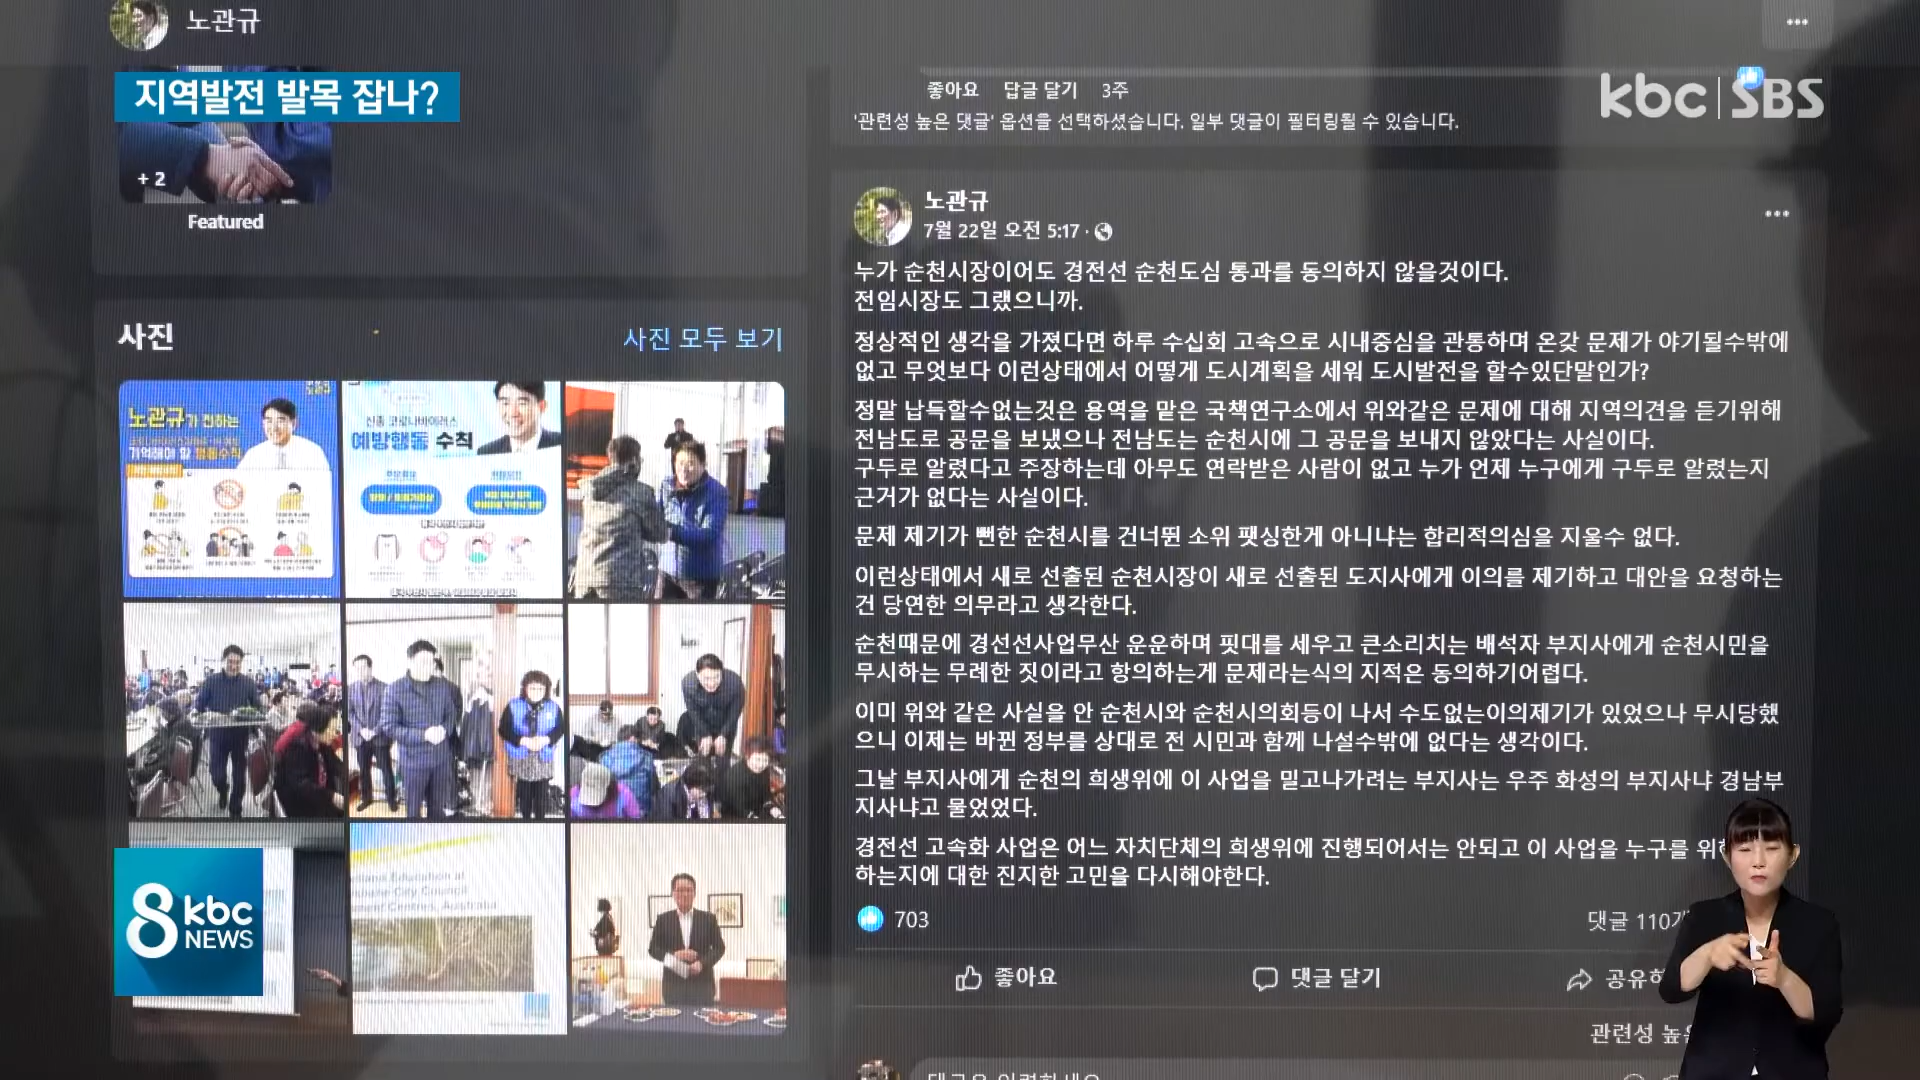 노관규
지역발전 발목 잡나?
kbc SBS
+ 2
Featured
사진
사진 모두 보기
노관규가 전하는
신종 코로나바이러스
예방행동 수칙
8 kbc
NEWS
좋아요 답글 달기 3주
'관련성 높은 댓글' 옵션을 선택하셨습니다. 일부 댓글이 필터링될 수 있습니다.
노관규
7월 22일 오전 5:17 ·
누가 순천시장이어도 경전선 순천도심 통과를 동의하지 않을것이다.
전임시장도 그랬으니까.
정상적인 생각을 가졌다면 하루 수십회 고속으로 시내중심을 관통하며 온갖 문제가 야기될수밖에
없고 무엇보다 이런상태에서 어떻게 도시계획을 세워 도시발전을 할수있단말인가?
정말 납득할수없는것은 용역을 맡은 국책연구소에서 위와같은 문제에 대해 지역의견을 듣기위해
전남도로 공문을 보냈으나 전남도는 순천시에 그 공문을 보내지 않았다는 사실이다.
구두로 알렸다고 주장하는데 아무도 연락받은 사람이 없고 누가 언제 누구에게 구두로 알렸는지
근거가 없다는 사실이다.
문제 제기가 뻔한 순천시를 건너뛴 소위 팻싱한게 아니냐는 합리적의심을 지울수 없다.
이런상태에서 새로 선출된 순천시장이 새로 선출된 도지사에게 이의를 제기하고 대안을 요청하는
건 당연한 의무라고 생각한다.
순천때문에 경선선사업무산 운운하며 핏대를 세우고 큰소리치는 배석자 부지사에게 순천시민을
무시하는 무례한 짓이라고 항의하는게 문제라는식의 지적은 동의하기어렵다.
이미 위와 같은 사실을 안 순천시와 순천시의회등이 나서 수도없는이의제기가 있었으나 무시당했
으니 이제는 바뀐 정부를 상대로 전 시민과 함께 나설수밖에 없다는 생각이다.
그날 부지사에게 순천의 희생위에 이 사업을 밀고나가려는 부지사는 우주 화성의 부지사냐 경남부
지사냐고 물었었다.
경전선 고속화 사업은 어느 자치단체의 희생위에 진행되어서는 안되고 이 사업을 누구를 위
하는지에 대한 진지한 고민을 다시해야한다.
703
댓글 110
좋아요 댓글 달기 공유
관련성